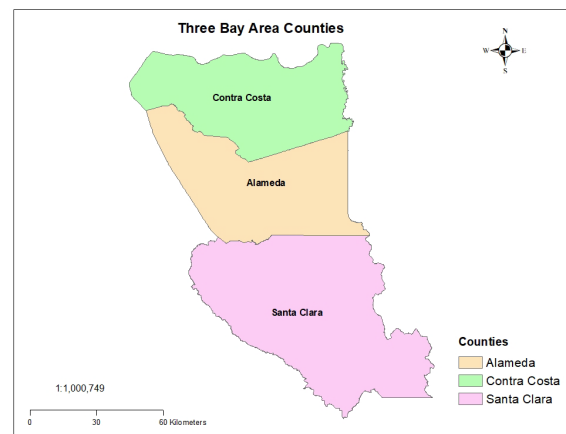 Three Bay Area Counties
N
W E
S
Contra Costa
Alameda
Santa Clara
Counties
Alameda
Contra Costa
Santa Clara
1:1,000,749
0 30 60 Kilometers